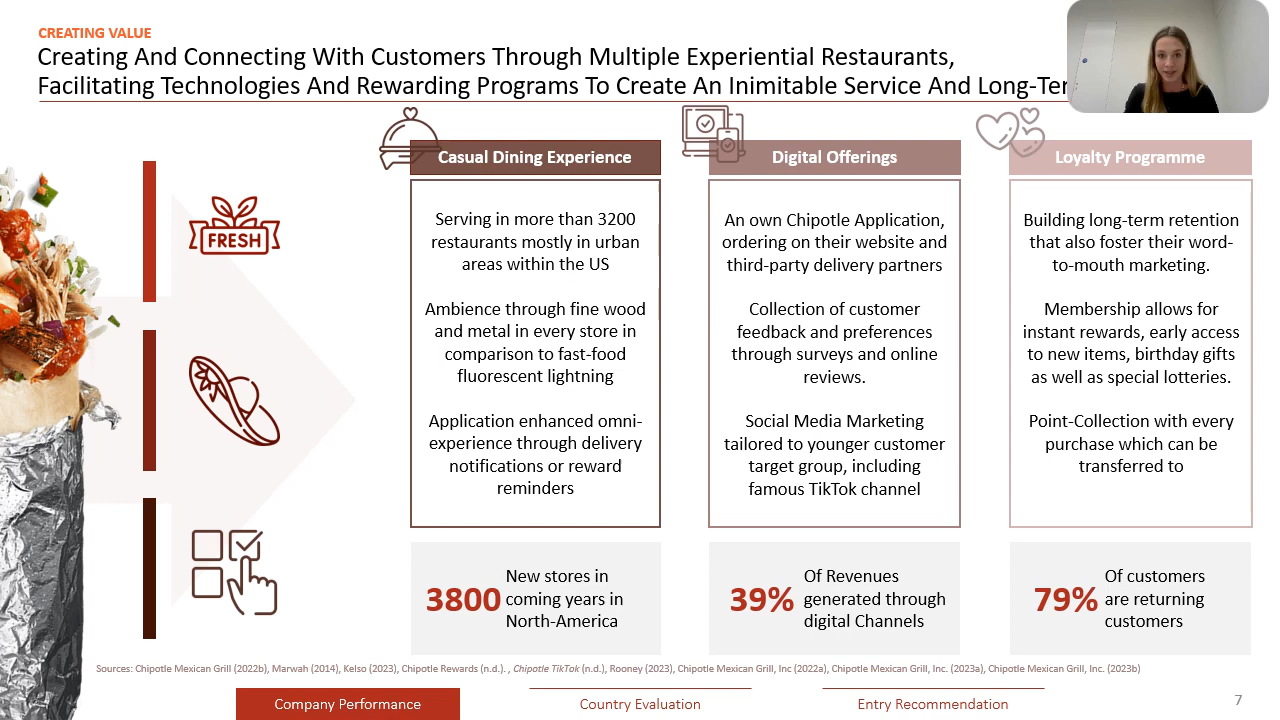 CREATING VALUE
Creating And Connecting With Customers Through Multiple Experiential Restaurants,
Facilitating Technologies And Rewarding Programs To Create An Inimitable Service And Long-Ter
FRESH
Casual Dining Experience
Serving in more than 3200
restaurants mostly in urban
areas within the US
Ambience through fine wood
and metal in every store in
comparison to fast-food
fluorescent lightning
Application enhanced omni-
experience through delivery
notifications or reward
reminders
3800
New stores in
coming years in
North-America
Digital Offerings
An own Chipotle Application,
ordering on their website and
third-party delivery partners
Collection of customer
feedback and preferences
through surveys and online
reviews.
Social Media Marketing
tailored to younger customer
target group, including
famous TikTok channel
39%
Of Revenues
generated through
digital Channels
Loyalty Programme
Building long-term retention
that also foster their word-
to-mouth marketing.
Membership allows for
instant rewards, early access
to new items, birthday gifts
as well as special lotteries.
Point-Collection with every
purchase which can be
transferred to
79%
Of customers
are returning
customers
Sources: Chipotle Mexican Grill (2022b), Marwah (2014), Kelso (2023), Chipotle Rewards (n.d.). , Chipotle TikTok (n.d.), Rooney (2023), Chipotle Mexican Grill, Inc (2022a), Chipotle Mexican Grill, Inc. (2023a), Chipotle Mexican Grill, Inc. (2023b)
Company Performance
Country Evaluation
Entry Recommendation
7